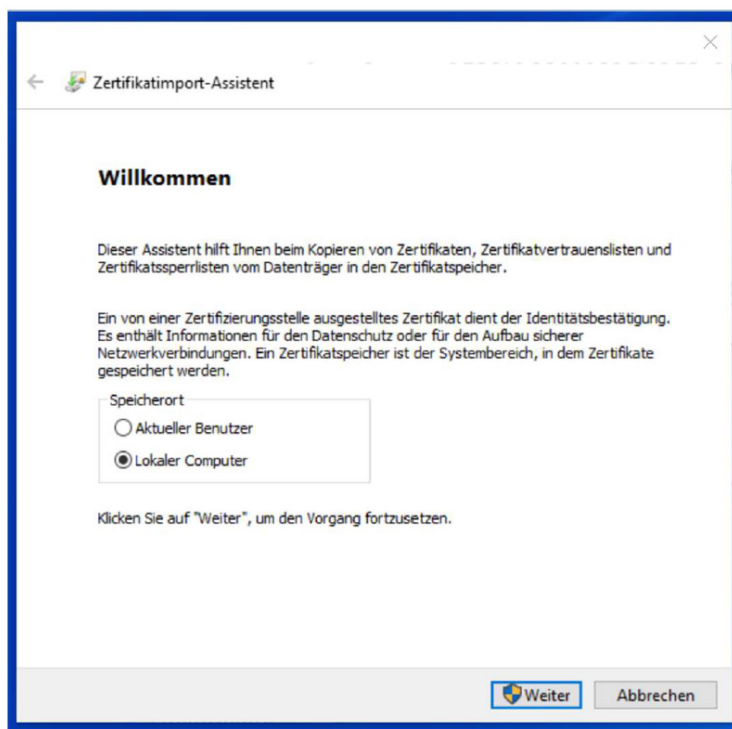 Zertifikatimport-Assistent
Willkommen
Dieser Assistent hilft Ihnen beim Kopieren von Zertifikaten, Zertifikatvertrauenslisten und
Zertifikatssperrlisten vom Datenträger in den Zertifikatspeicher.
Ein von einer Zertifizierungsstelle ausgestelltes Zertifikat dient der Identitätsbestätigung.
Es enthält Informationen für den Datenschutz oder für den Aufbau sicherer
Netzwerkverbindungen. Ein Zertifikatspeicher ist der Systembereich, in dem Zertifikate
gespeichert werden.
Speicherort
Aktueller Benutzer
Lokaler Computer
Klicken Sie auf "Weiter", um den Vorgang fortzusetzen.
Weiter Abbrechen